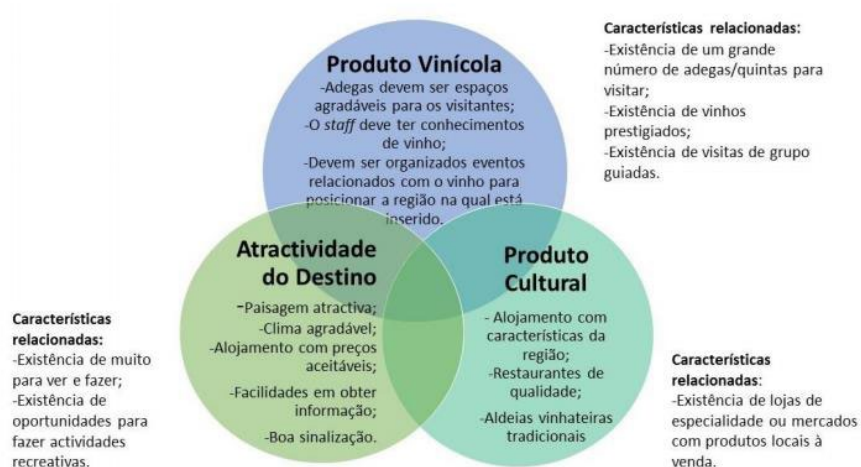 Produto Vinícola
-Adegas devem ser espaços
agradáveis para os visitantes;
-O staff deve ter conhecimentos
de vinho;
-Devem ser organizados eventos
relacionados com o vinho para
posicionar a região na qual está
inserido.
Características relacionadas:
-Existência de um grande
número de adegas/quintas para
visitar;
-Existência de vinhos
prestigiados;
-Existência de visitas de grupo
guiadas.
Atractividade
do Destino
-Paisagem atractiva;
-Clima agradável;
-Alojamento com preços
aceitáveis;
-Facilidades em obter
informação;
-Boa sinalização.
Produto
Cultural
- Alojamento com
características da
região;
-Restaurantes de
qualidade;
-Aldeias vinhateiras
tradicionais
Características
relacionadas:
-Existência de muito
para ver e fazer;
-Existência de
oportunidades para
fazer actividades
recreativas.
Características
relacionadas:
-Existência de lojas de
especialidade ou mercados
com produtos locais à
venda.